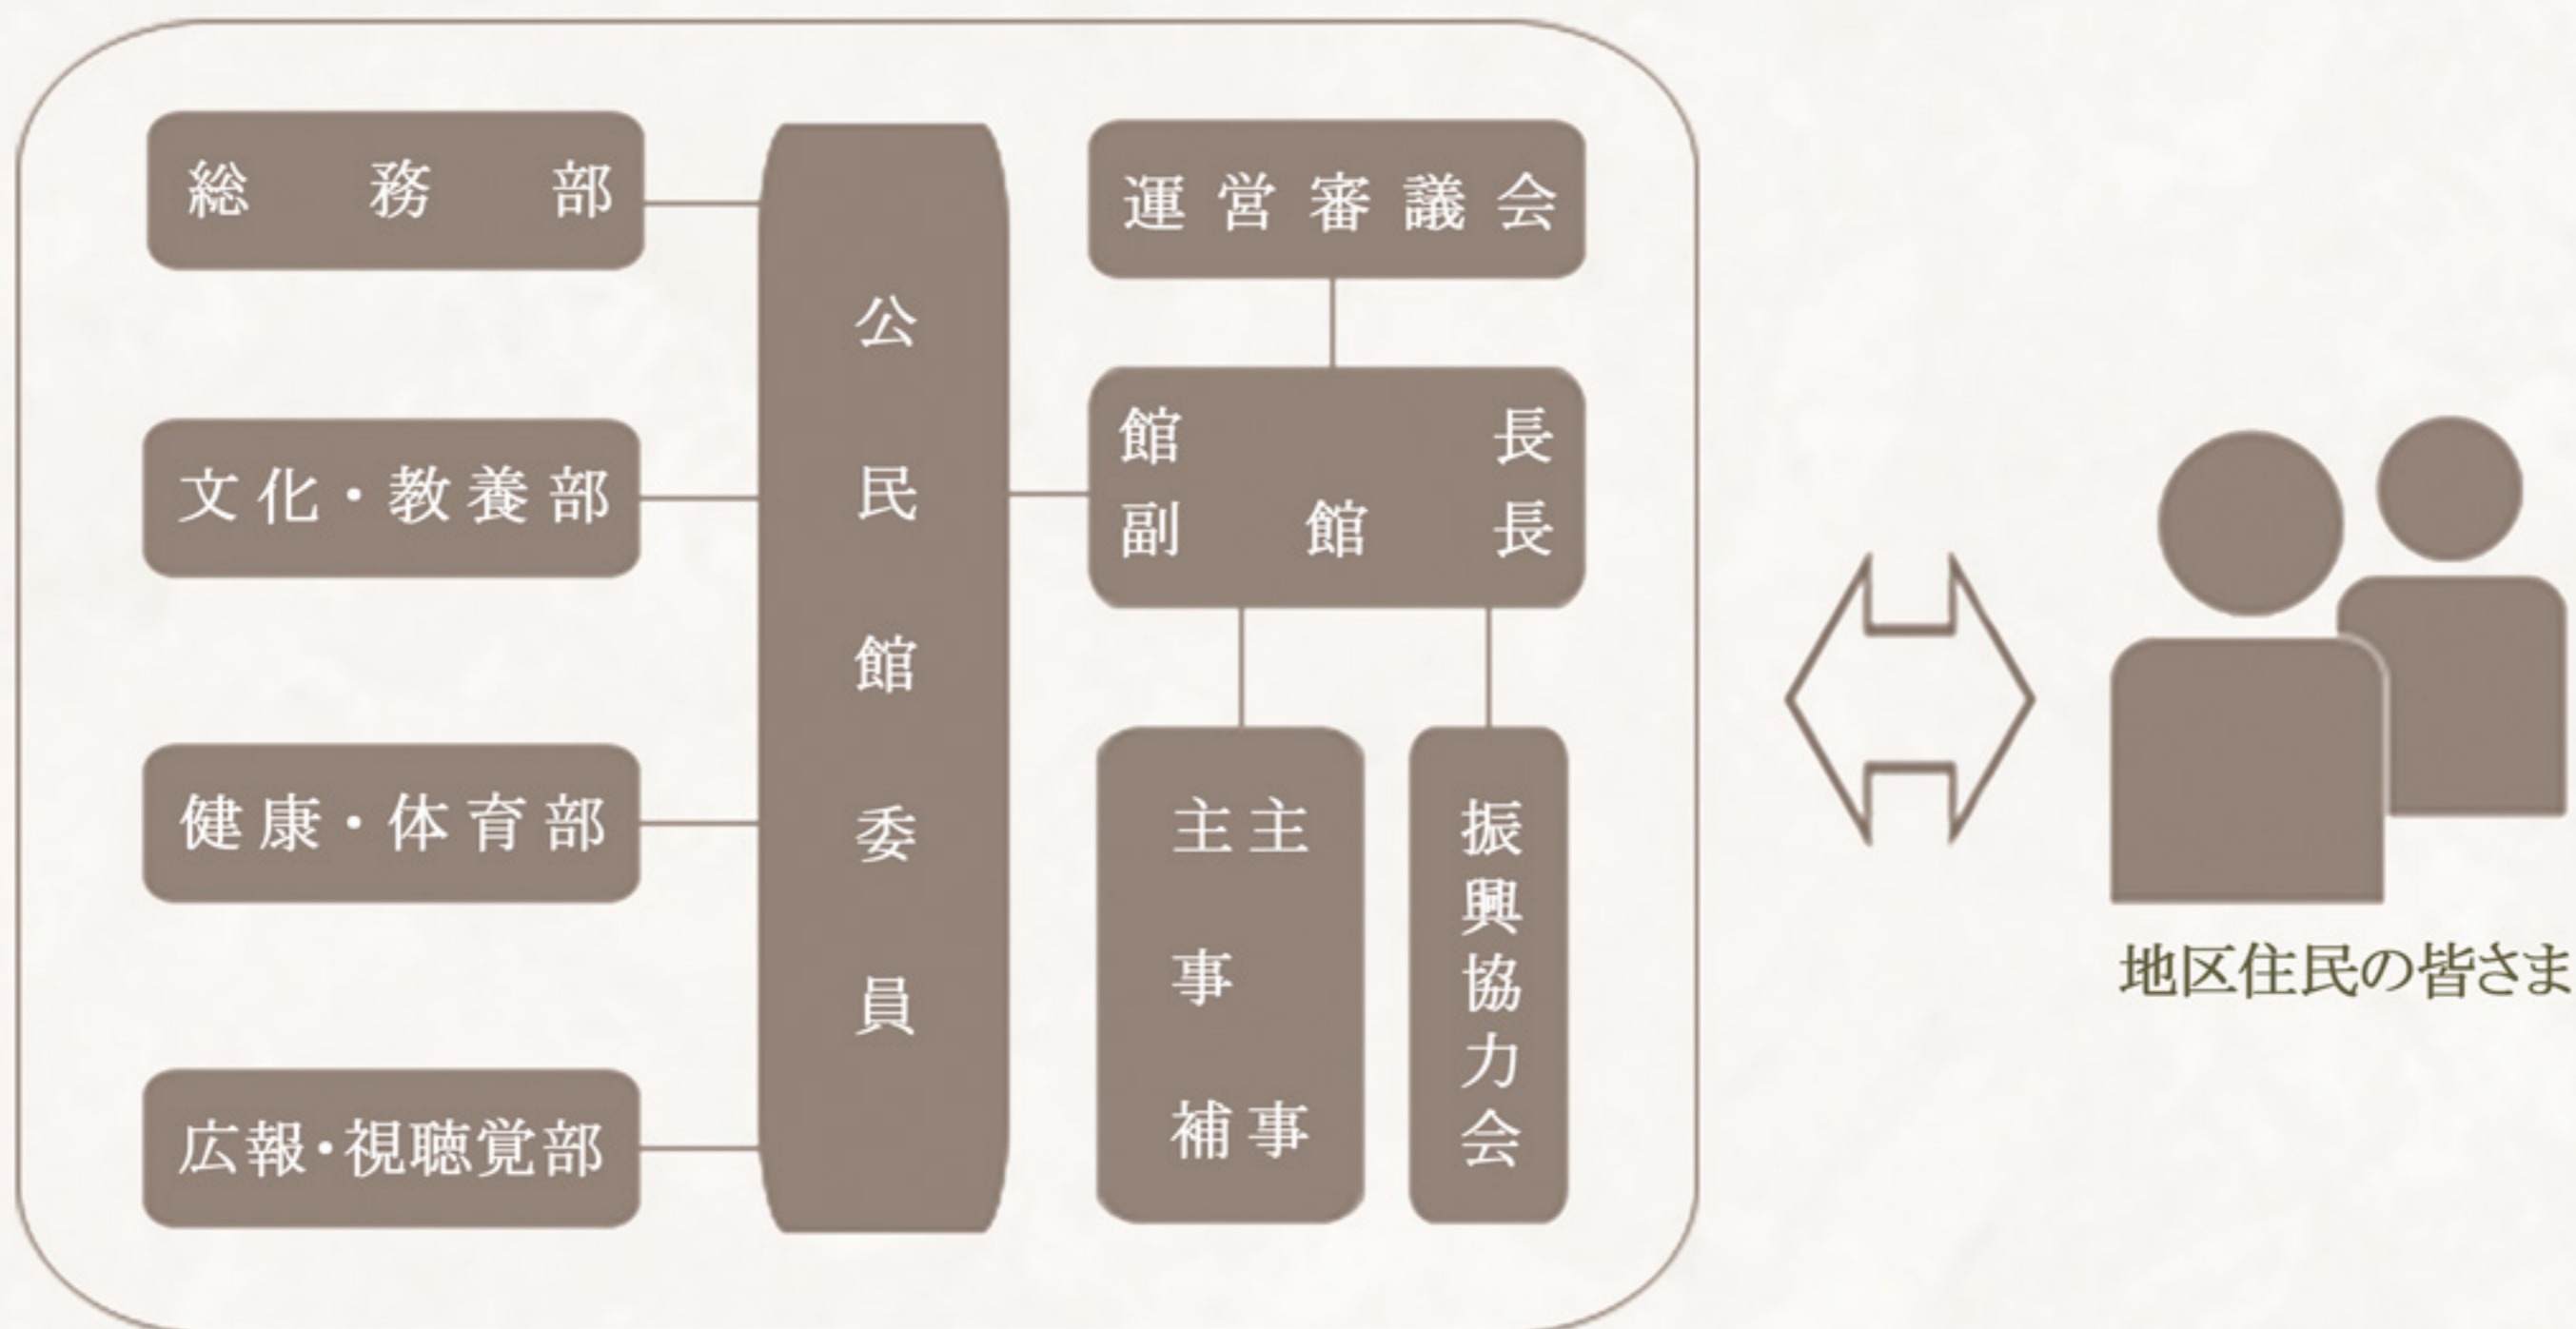 総務部
文化・教養部
健康・体育部
広報・視聴覚部
公民館委員
運営審議会
館長
副館長
主事
主事補
振興協力会
地区住民の皆さま